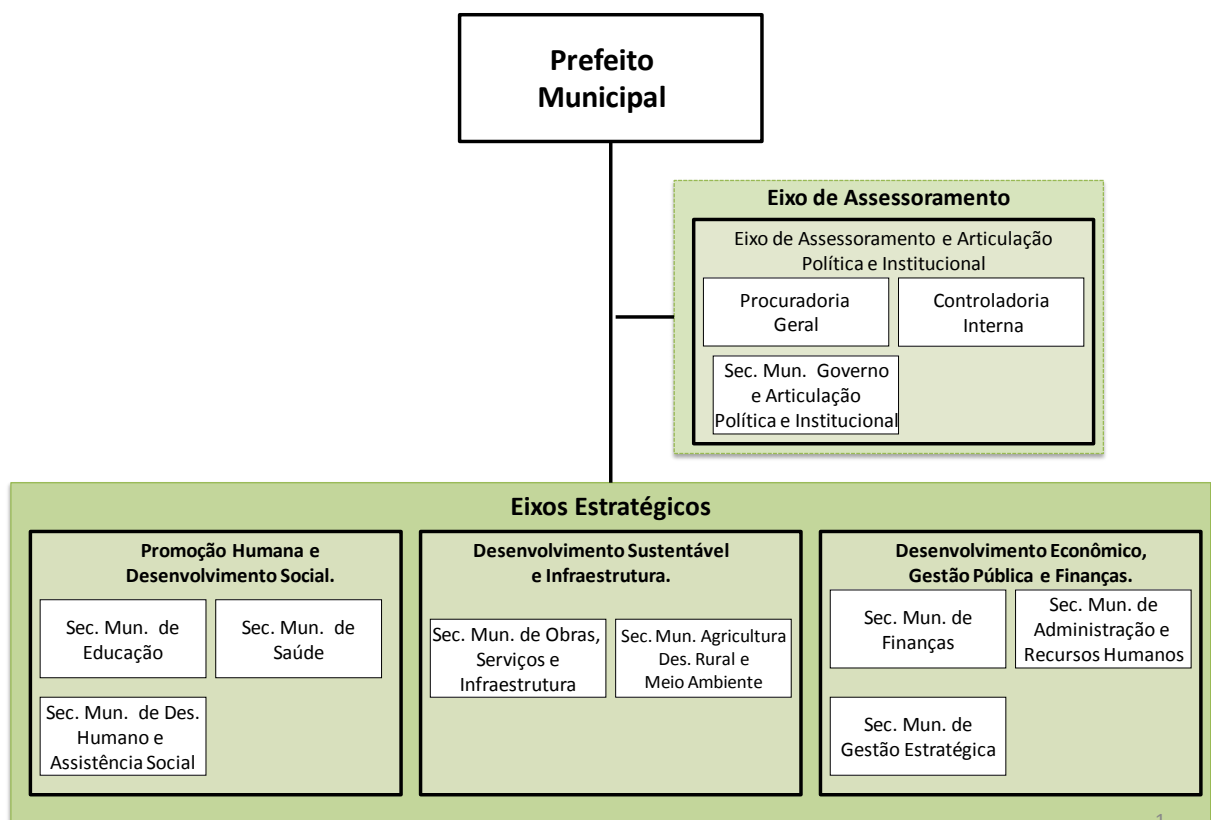 Prefeito
Municipal
Eixo de Assessoramento
Eixo de Assessoramento e Articulação
Política e Institucional
Procuradoria
Geral
Controladoria
Interna
Sec. Mun. Governo
e Articulação
Política e Institucional
Eixos Estratégicos
Promoção Humana e
Desenvolvimento Social.
Sec. Mun. de
Educação
Sec. Mun. de
Saúde
Sec. Mun. de Des.
Humano e
Assistência Social
Desenvolvimento Sustentável
e Infraestrutura.
Sec. Mun. de Obras,
Serviços e
Infraestrutura
Sec. Mun. Agricultura
Des. Rural e
Meio Ambiente
Desenvolvimento Econômico,
Gestão Pública e Finanças.
Sec. Mun. de
Finanças
Sec. Mun. de
Administração e
Recursos Humanos
Sec. Mun. de
Gestão Estratégica
1